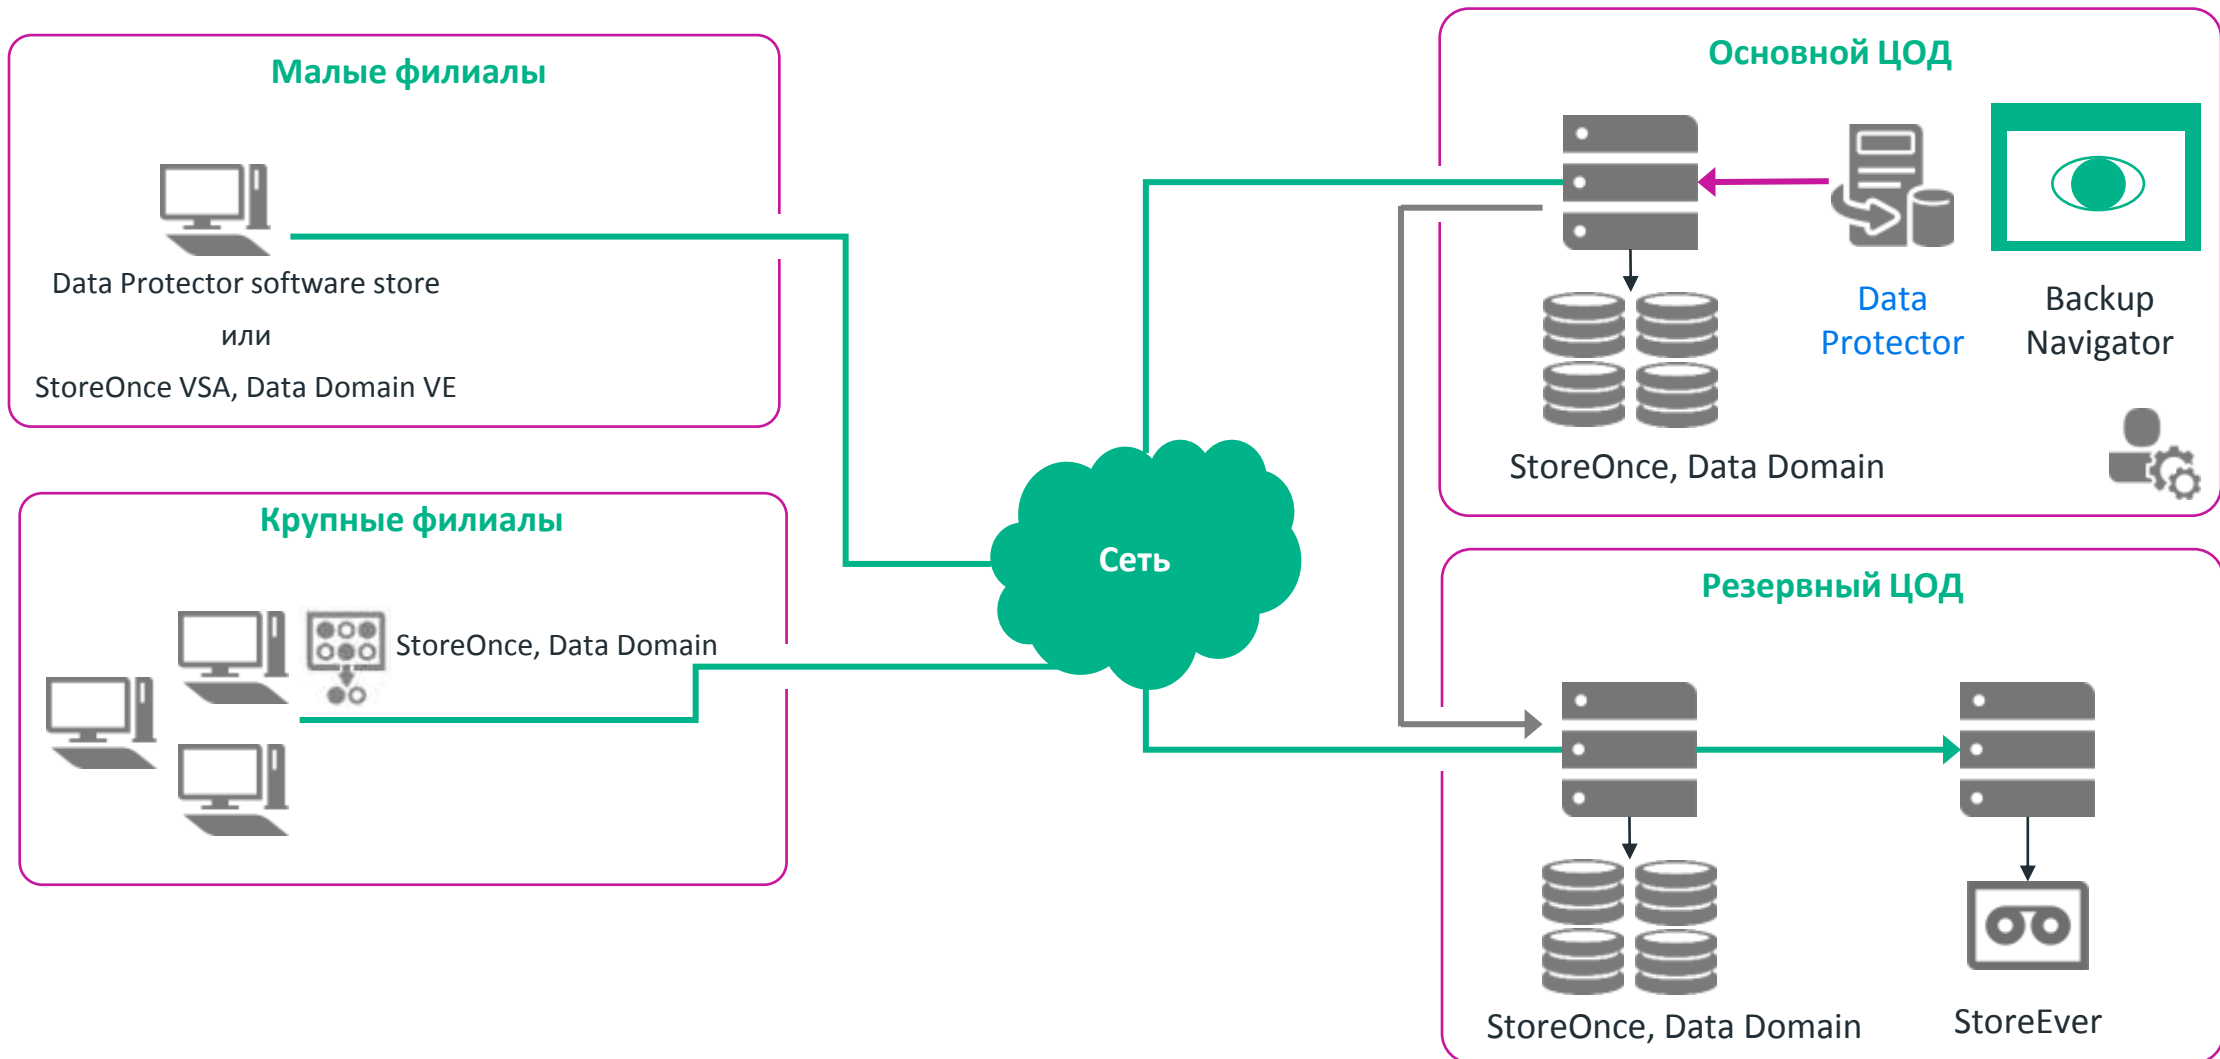 Малые филиалы
Data Protector software store
или
StoreOnce VSA, Data Domain VE
Крупные филиалы
StoreOnce, Data Domain
Сеть
Основной ЦОД
Data
Protector
Backup
Navigator
StoreOnce, Data Domain
Резервный ЦОД
StoreOnce, Data Domain
StoreEver